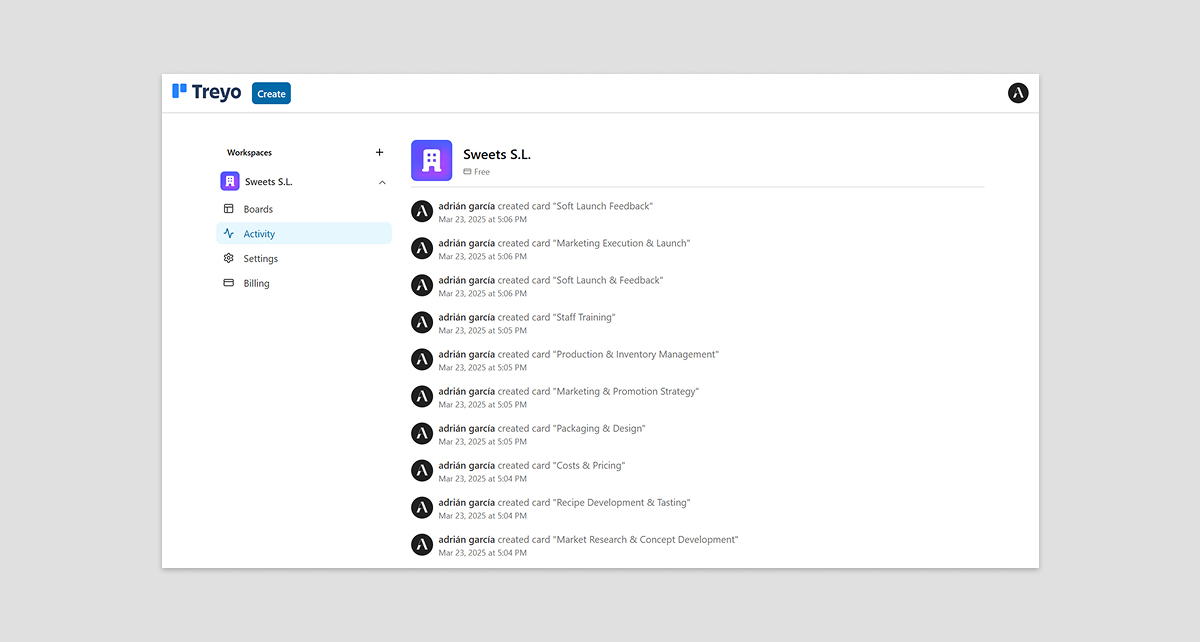 Treyo
Create
Workspaces
Sweets S.L.
Boards
Activity
Settings
Billing
Sweets S.L.
Free
adrián garcía created card "Soft Launch Feedback"
Mar 23, 2025 at 5:06 PM
adrián garcía created card "Marketing Execution & Launch"
Mar 23, 2025 at 5:06 PM
adrián garcía created card "Soft Launch & Feedback"
Mar 23, 2025 at 5:06 PM
adrián garcía created card "Staff Training"
Mar 23, 2025 at 5:05 PM
adrián garcía created card "Production & Inventory Management"
Mar 23, 2025 at 5:05 PM
adrián garcía created card "Marketing & Promotion Strategy"
Mar 23, 2025 at 5:05 PM
adrián garcía created card "Packaging & Design"
Mar 23, 2025 at 5:05 PM
adrián garcía created card "Costs & Pricing"
Mar 23, 2025 at 5:04 PM
adrián garcía created card "Recipe Development & Tasting"
Mar 23, 2025 at 5:04 PM
adrián garcía created card "Market Research & Concept Development"
Mar 23, 2025 at 5:04 PM